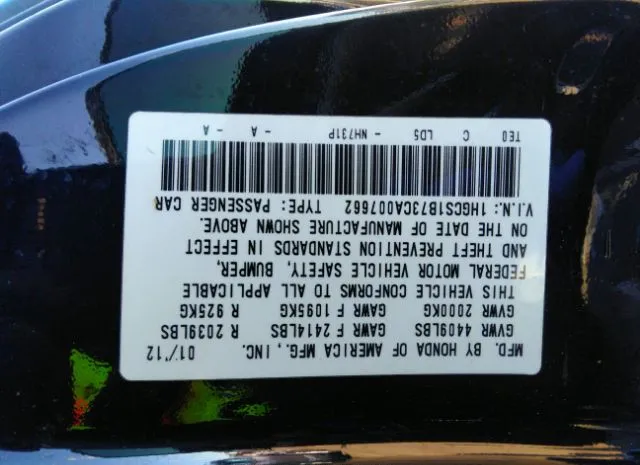 MFD. BY HONDA OF AMERICA MFG., INC. 01/'12
GVWR 4409LBS GAWR F 2414LBS R 2039LBS
GVWR 2000KG GAWR F 1095KG R 925KG
THIS VEHICLE CONFORMS TO ALL APPLICABLE
FEDERAL MOTOR VEHICLE SAFETY, BUMPER,
AND THEFT PREVENTION STANDARDS IN EFFECT
ON THE DATE OF MANUFACTURE SHOWN ABOVE.
V.I.N.: 1HGCS1B73CA007662 TYPE: PASSENGER CAR
TE0 C LD5 - NH731P - A - A